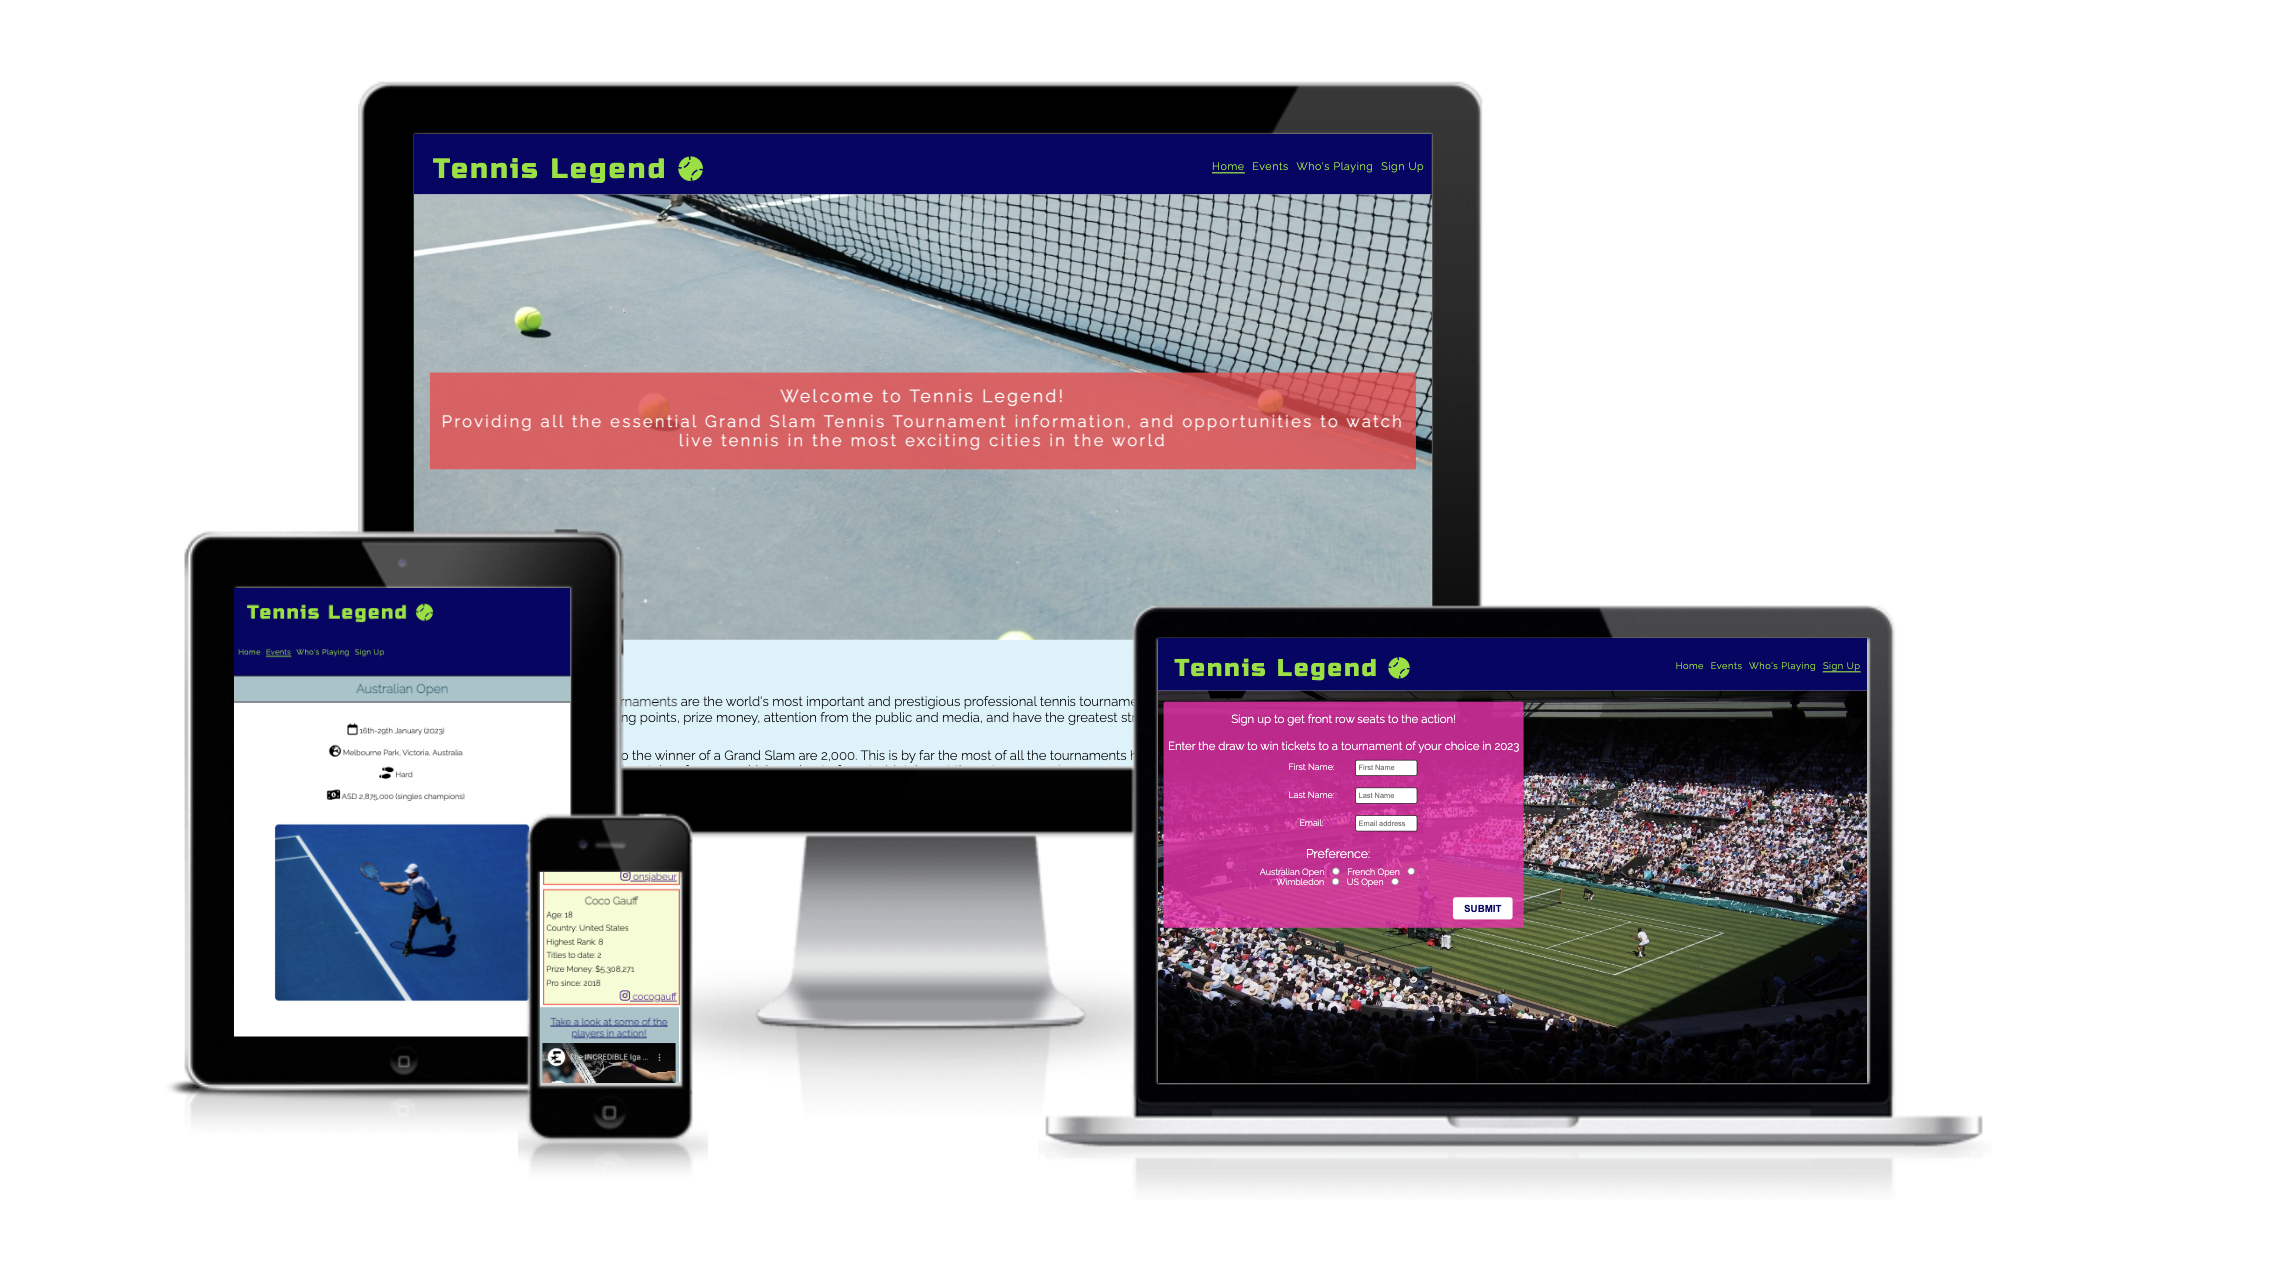 Tennis Legend
Home Events Who's Playing Sign Up
Welcome to Tennis Legend!
Providing all the essential Grand Slam Tennis Tournament information, and opportunities to watch
live tennis in the most exciting cities in the world
rnaments are the world's most important and prestigious professional tennis tourname
ng points, prize money, attention from the public and media, and have the greatest st
o the winner of a Grand Slam are 2,000. This is by far the most of all the tournaments h
Tennis Legend
Home Events Who's Playing Sign Up
Australian Open
16th-29th January (2023)
Melbourne Park, Victoria, Australia
Hard
ASD 2,875,000 (singles champions)
onsjabeur
Coco Gauff
Age: 18
Country: United States
Highest Rank: 8
Titles to date: 2
Prize Money: $5,308,271
Pro since: 2018
cocogauff
Take a look at some of the
players in action!
The INCREDIBLE Iga ...
Tennis Legend
Home Events Who's Playing Sign Up
Sign up to get front row seats to the action!
Enter the draw to win tickets to a tournament of your choice in 2023
First Name: First Name
Last Name: Last Name
Email: Email address
Preference:
Australian Open French Open
Wimbledon US Open
SUBMIT